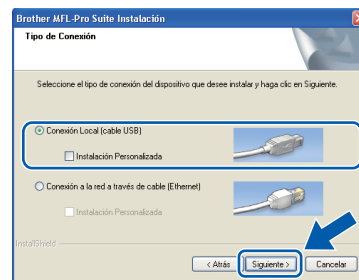 Brother MFL-Pro Suite Instalación
Tipo de Conexión
Seleccione el tipo de conexión del dispositivo que desee instalar y haga clic en Siguiente.
Conexión Local (cable USB)
Instalación Personalizada
Conexión a la red a través de cable (Ethernet)
Instalación Personalizada
InstallShield
< Atrás
Siguiente >
Cancelar